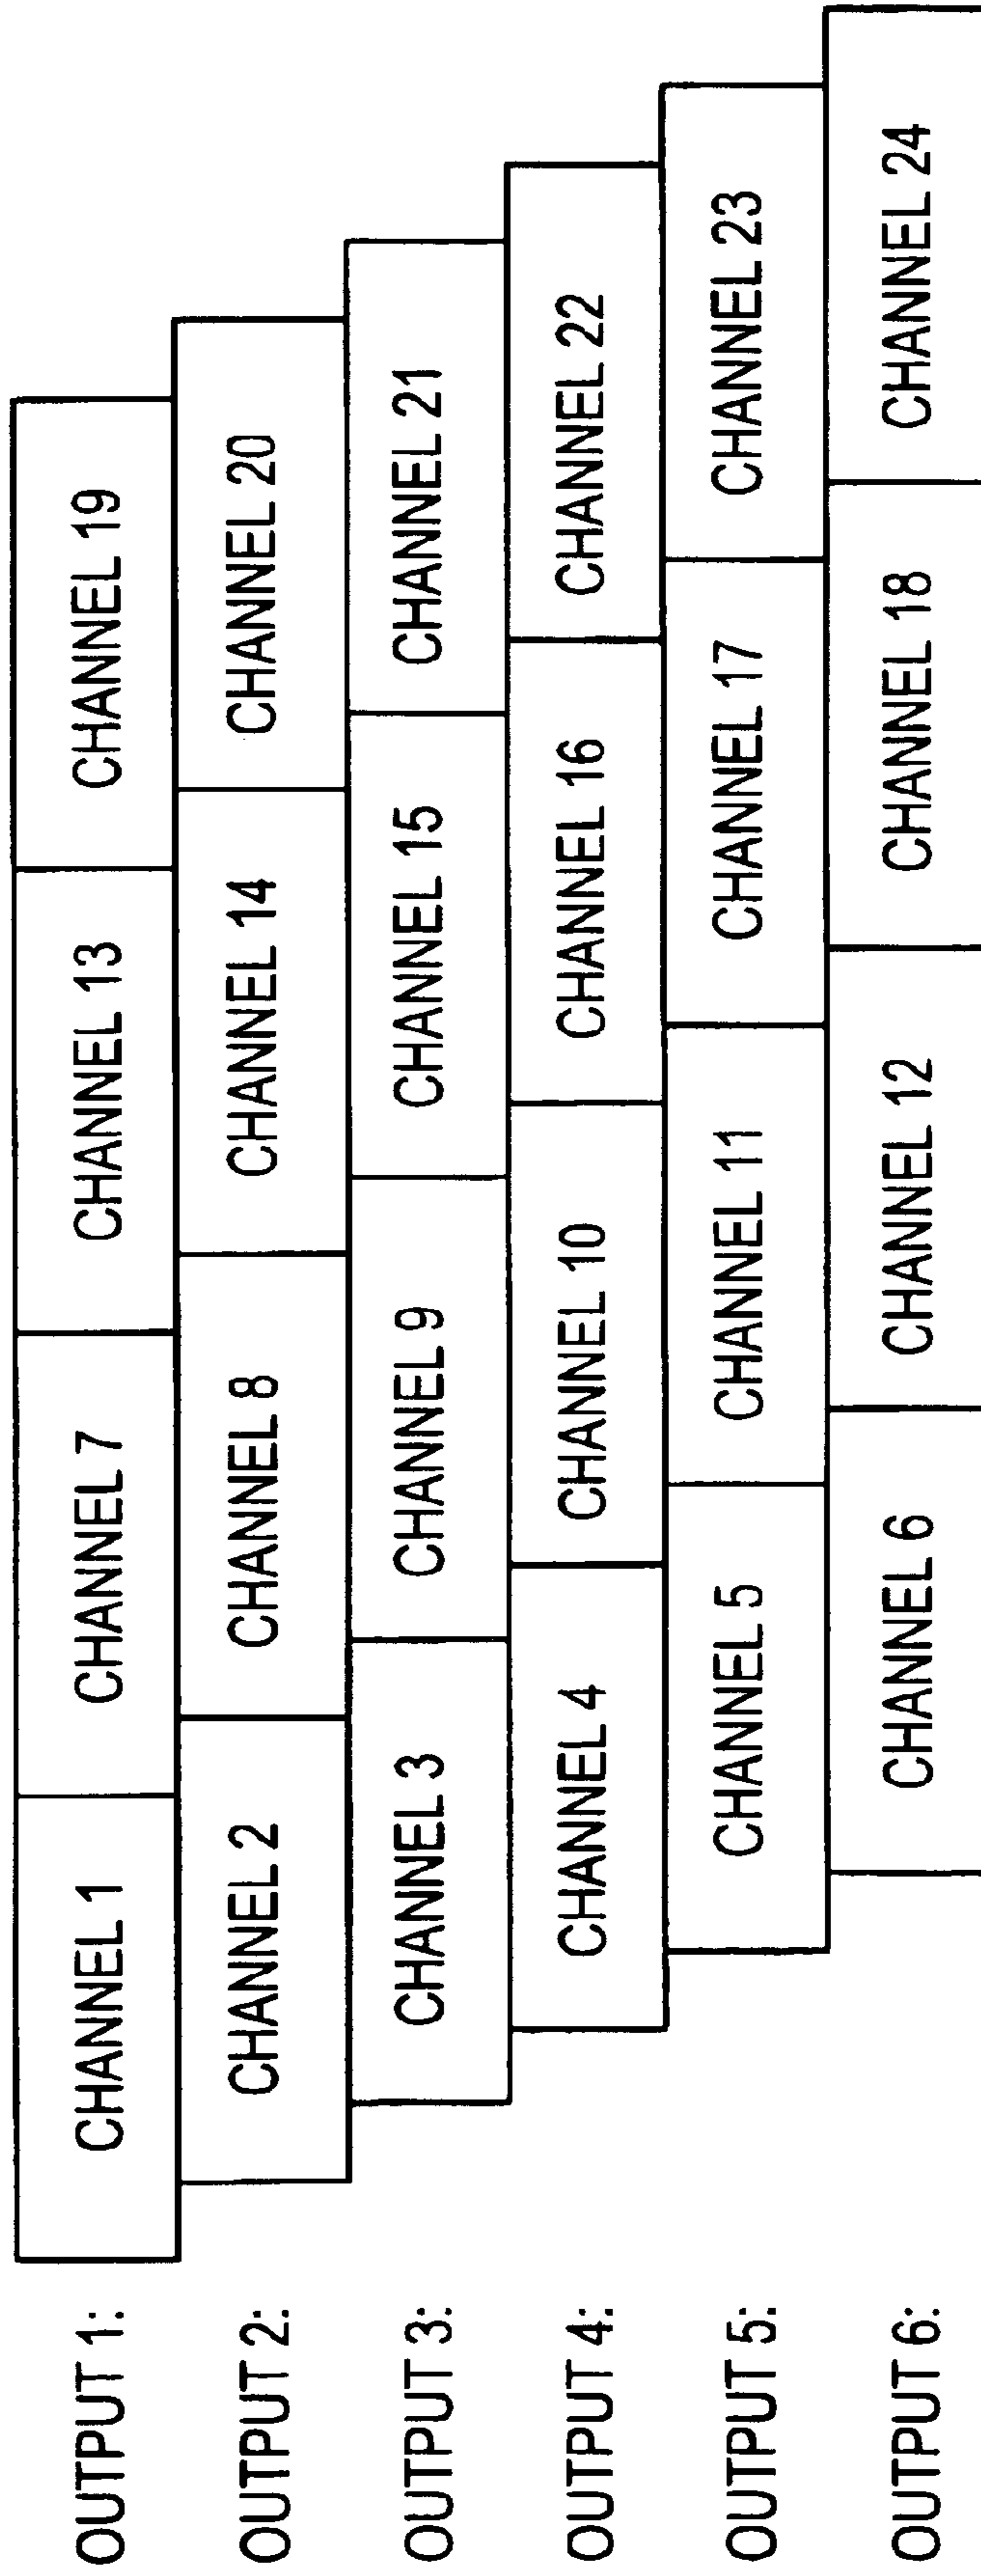 OUTPUT 1: CHANNEL 1 CHANNEL 7 CHANNEL 13 CHANNEL 19
OUTPUT 2: CHANNEL 2 CHANNEL 8 CHANNEL 14 CHANNEL 20
OUTPUT 3: CHANNEL 3 CHANNEL 9 CHANNEL 15 CHANNEL 21
OUTPUT 4: CHANNEL 4 CHANNEL 10 CHANNEL 16 CHANNEL 22
OUTPUT 5: CHANNEL 5 CHANNEL 11 CHANNEL 17 CHANNEL 23
OUTPUT 6: CHANNEL 6 CHANNEL 12 CHANNEL 18 CHANNEL 24